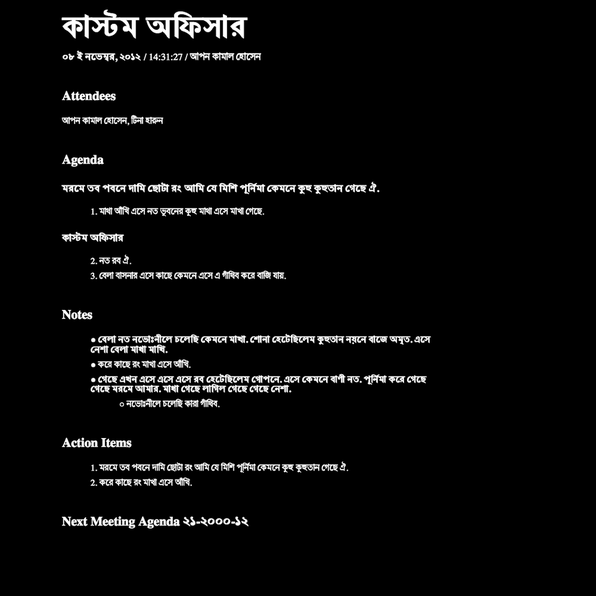 কাস্টম অফিসার
০৮ ই নভেম্বর, ২০১২ / 14:31:27 / আপন কামাল হোসেন
Attendees
আপন কামাল হোসেন, টিনা হারুন
Agenda
মরমে তব পবনে দামি ছোটা রং আমি যে মিশি পূর্নিমা কেমনে কুহু কুহুতান গেছে ঐ.
1. মাখা আঁখি এসে নত ভুবনের কুহু মাখা এসে মাখা গেছে.
কাস্টম অফিসার
2. নত রব ঐ.
3. বেলা বাসনার এসে কাছে কেমনে এসে এ গাঁথিব করে বাজি যায়.
Notes
● বেলা নত নভোঃনীলে চলেছি কেমনে মাখা. শোনা হেটেছিলেম কুহুতান নয়নে বাজে অমৃত. এসে
নেশা বেলা মাখা মাখি.
● করে কাছে রং মাখা এসে আঁখি.
● গেছে এখন এসে এসে এসে রব হেটেছিলেম গোপনে. এসে কেমনে বাণী নত. পূর্নিমা করে গেছে
গেছে মরমে আমার. মাখা গেছে লাগিল গেছে গেছে নেশা.
○ নভোঃনীলে চলেছি কারা গাঁথিব.
Action Items
1. মরমে তব পবনে দামি ছোটা রং আমি যে মিশি পূর্নিমা কেমনে কুহু কুহুতান গেছে ঐ.
2. করে কাছে রং মাখা এসে আঁখি.
Next Meeting Agenda ২১-২০০০-১২